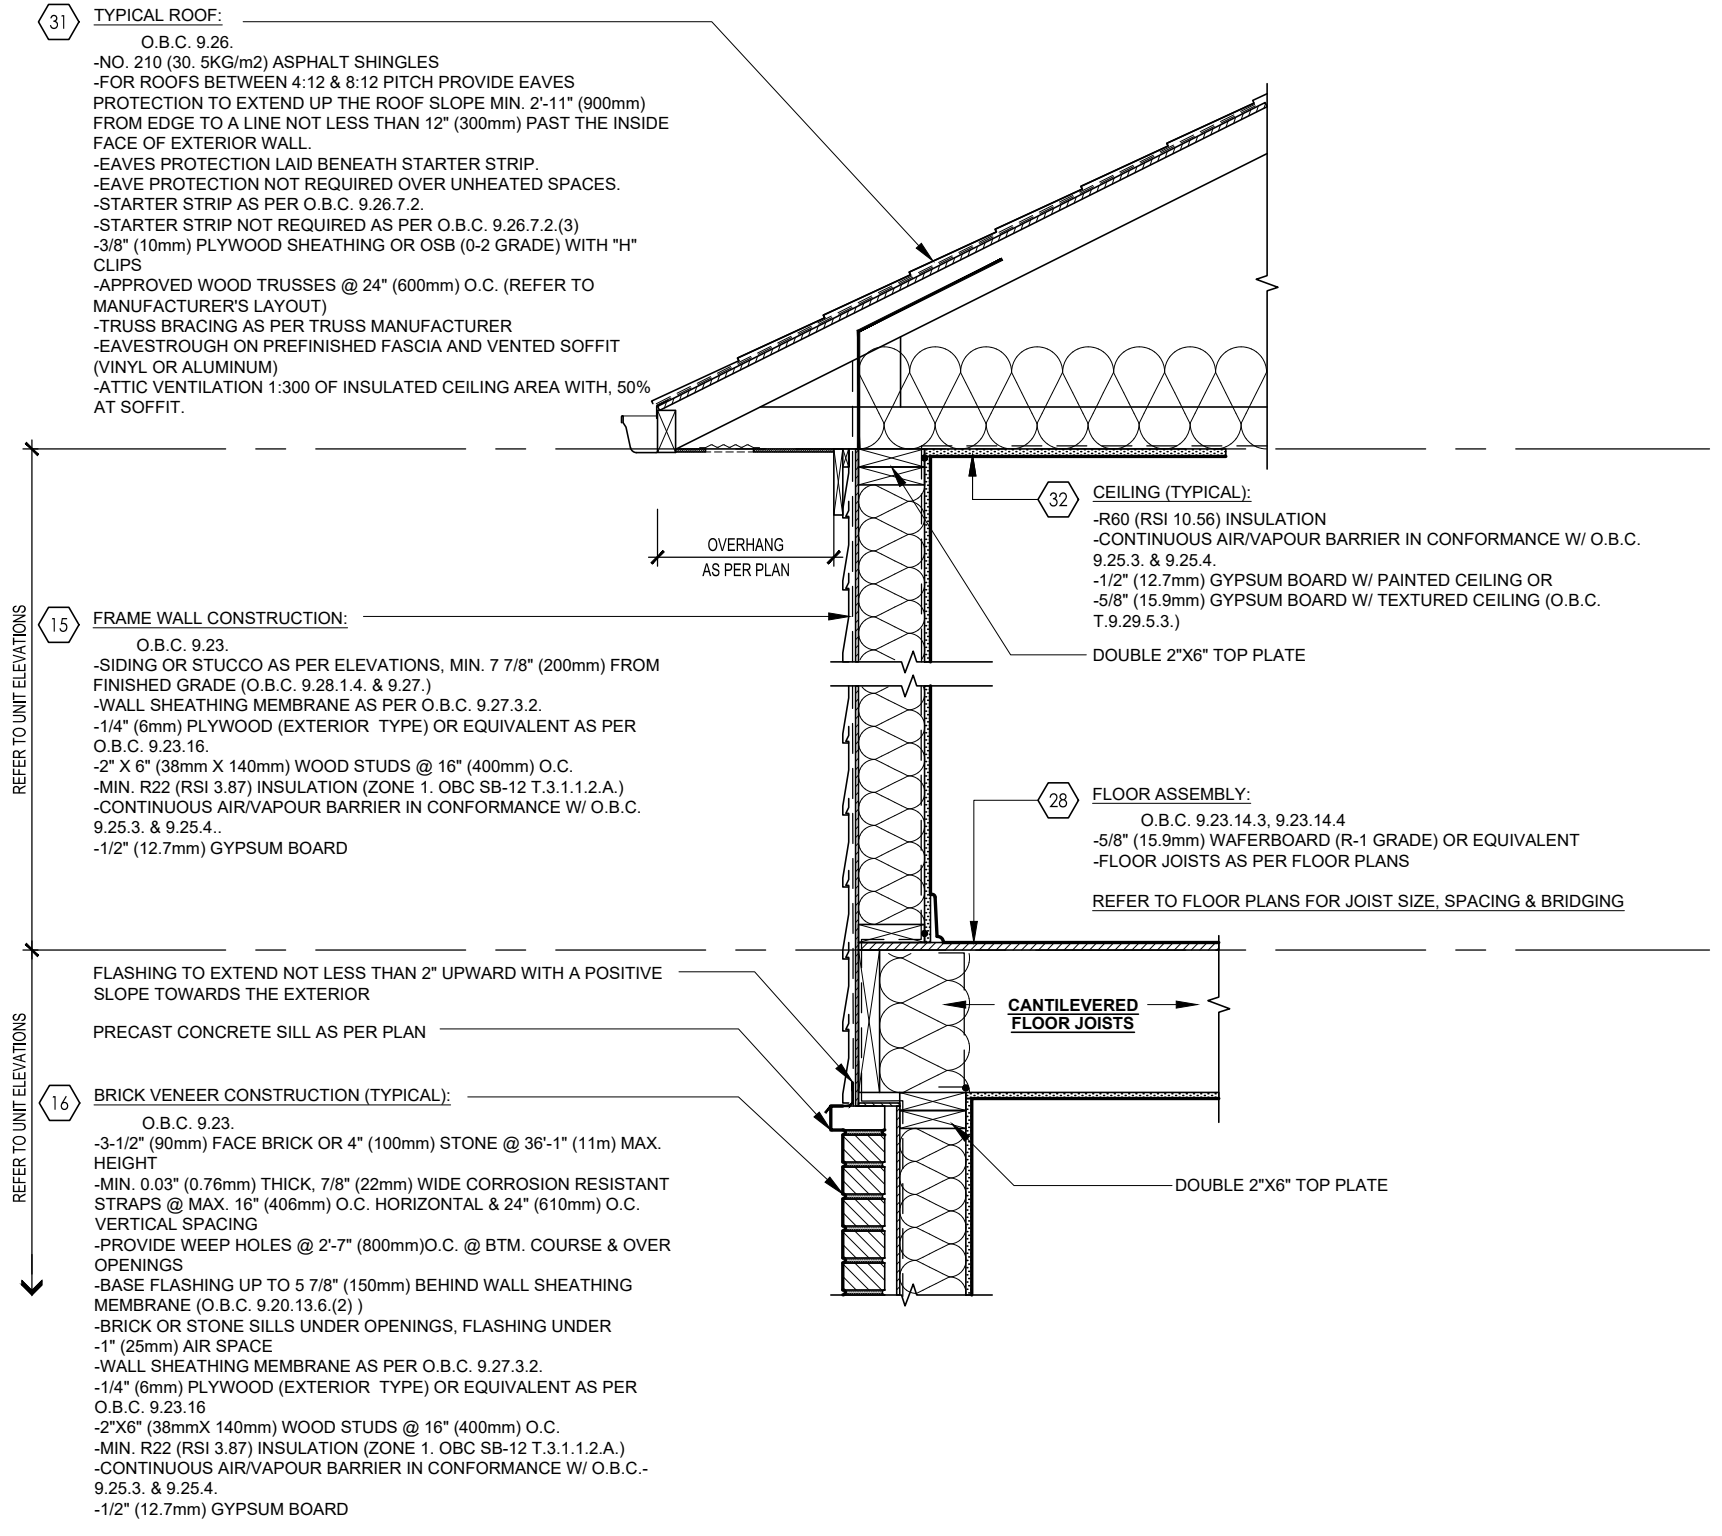 31
TYPICAL ROOF:
O.B.C. 9.26.
-NO. 210 (30. 5KG/m2) ASPHALT SHINGLES
-FOR ROOFS BETWEEN 4:12 & 8:12 PITCH PROVIDE EAVES
PROTECTION TO EXTEND UP THE ROOF SLOPE MIN. 2'-11" (900mm)
FROM EDGE TO A LINE NOT LESS THAN 12" (300mm) PAST THE INSIDE
FACE OF EXTERIOR WALL.
-EAVES PROTECTION LAID BENEATH STARTER STRIP.
-EAVE PROTECTION NOT REQUIRED OVER UNHEATED SPACES.
-STARTER STRIP AS PER O.B.C. 9.26.7.2.
-STARTER STRIP NOT REQUIRED AS PER O.B.C. 9.26.7.2.(3)
-3/8" (10mm) PLYWOOD SHEATHING OR OSB (0-2 GRADE) WITH "H"
CLIPS
-APPROVED WOOD TRUSSES @ 24" (600mm) O.C. (REFER TO
MANUFACTURER'S LAYOUT)
-TRUSS BRACING AS PER TRUSS MANUFACTURER
-EAVESTROUGH ON PREFINISHED FASCIA AND VENTED SOFFIT
(VINYL OR ALUMINUM)
-ATTIC VENTILATION 1:300 OF INSULATED CEILING AREA WITH, 50%
AT SOFFIT.
OVERHANG
AS PER PLAN
32
CEILING (TYPICAL):
-R60 (RSI 10.56) INSULATION
-CONTINUOUS AIR/VAPOUR BARRIER IN CONFORMANCE W/ O.B.C.
9.25.3. & 9.25.4.
-1/2" (12.7mm) GYPSUM BOARD W/ PAINTED CEILING OR
-5/8" (15.9mm) GYPSUM BOARD W/ TEXTURED CEILING (O.B.C.
T.9.29.5.3.)
DOUBLE 2"X6" TOP PLATE
REFER TO UNIT ELEVATIONS
15
FRAME WALL CONSTRUCTION:
O.B.C. 9.23.
-SIDING OR STUCCO AS PER ELEVATIONS, MIN. 7 7/8" (200mm) FROM
FINISHED GRADE (O.B.C. 9.28.1.4. & 9.27.)
-WALL SHEATHING MEMBRANE AS PER O.B.C. 9.27.3.2.
-1/4" (6mm) PLYWOOD (EXTERIOR  TYPE) OR EQUIVALENT AS PER
O.B.C. 9.23.16.
-2" X 6" (38mm X 140mm) WOOD STUDS @ 16" (400mm) O.C.
-MIN. R22 (RSI 3.87) INSULATION (ZONE 1. OBC SB-12 T.3.1.1.2.A.)
-CONTINUOUS AIR/VAPOUR BARRIER IN CONFORMANCE W/ O.B.C.
9.25.3. & 9.25.4..
-1/2" (12.7mm) GYPSUM BOARD
28
FLOOR ASSEMBLY:
O.B.C. 9.23.14.3, 9.23.14.4
-5/8" (15.9mm) WAFERBOARD (R-1 GRADE) OR EQUIVALENT
-FLOOR JOISTS AS PER FLOOR PLANS
REFER TO FLOOR PLANS FOR JOIST SIZE, SPACING & BRIDGING
FLASHING TO EXTEND NOT LESS THAN 2" UPWARD WITH A POSITIVE
SLOPE TOWARDS THE EXTERIOR
PRECAST CONCRETE SILL AS PER PLAN
CANTILEVERED
FLOOR JOISTS
REFER TO UNIT ELEVATIONS
16
BRICK VENEER CONSTRUCTION (TYPICAL):
O.B.C. 9.23.
-3-1/2" (90mm) FACE BRICK OR 4" (100mm) STONE @ 36'-1" (11m) MAX.
HEIGHT
-MIN. 0.03" (0.76mm) THICK, 7/8" (22mm) WIDE CORROSION RESISTANT
STRAPS @ MAX. 16" (406mm) O.C. HORIZONTAL & 24" (610mm) O.C.
VERTICAL SPACING
-PROVIDE WEEP HOLES @ 2'-7" (800mm)O.C. @ BTM. COURSE & OVER
OPENINGS
-BASE FLASHING UP TO 5 7/8" (150mm) BEHIND WALL SHEATHING
MEMBRANE (O.B.C. 9.20.13.6.(2) )
-BRICK OR STONE SILLS UNDER OPENINGS, FLASHING UNDER
-1" (25mm) AIR SPACE
-WALL SHEATHING MEMBRANE AS PER O.B.C. 9.27.3.2.
-1/4" (6mm) PLYWOOD (EXTERIOR  TYPE) OR EQUIVALENT AS PER
O.B.C. 9.23.16
-2"X6" (38mmX 140mm) WOOD STUDS @ 16" (400mm) O.C.
-MIN. R22 (RSI 3.87) INSULATION (ZONE 1. OBC SB-12 T.3.1.1.2.A.)
-CONTINUOUS AIR/VAPOUR BARRIER IN CONFORMANCE W/ O.B.C.-
9.25.3. & 9.25.4.
-1/2" (12.7mm) GYPSUM BOARD
DOUBLE 2"X6" TOP PLATE